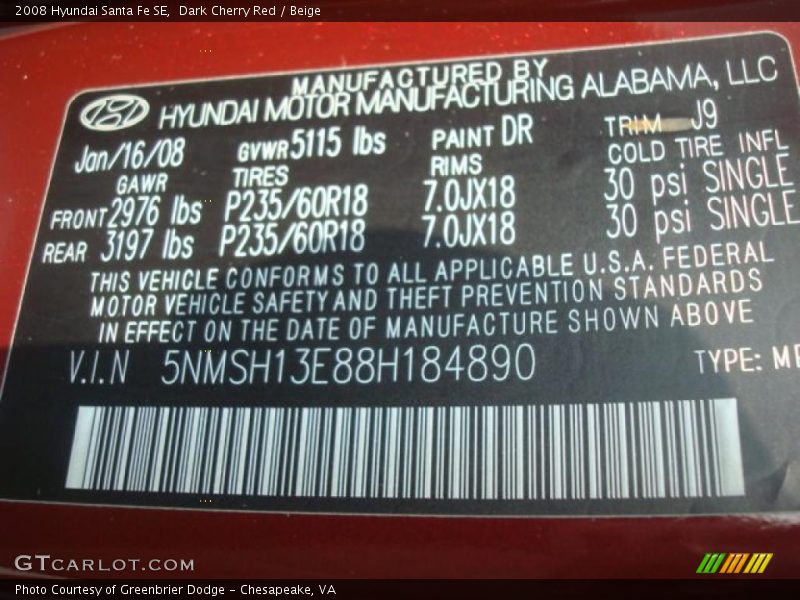 2008 Hyundai Santa Fe SE, Dark Cherry Red / Beige
MANUFACTURED BY
HYUNDAI MOTOR MANUFACTURING ALABAMA, LLC
Jan/16/08 GVWR 5115 lbs PAINT DR TRIM J9
GAWR TIRES RIMS COLD TIRE INFL
FRONT 2976 lbs P235/60R18 7.0JX18 30 psi SINGLE
REAR 3197 lbs P235/60R18 7.0JX18 30 psi SINGLE
THIS VEHICLE CONFORMS TO ALL APPLICABLE U.S.A. FEDERAL
MOTOR VEHICLE SAFETY AND THEFT PREVENTION STANDARDS
IN EFFECT ON THE DATE OF MANUFACTURE SHOWN ABOVE
V.I.N 5NMSH13E88H184890 TYPE:
GTCARLOT.COM
Photo Courtesy of Greenbrier Dodge - Chesapeake, VA